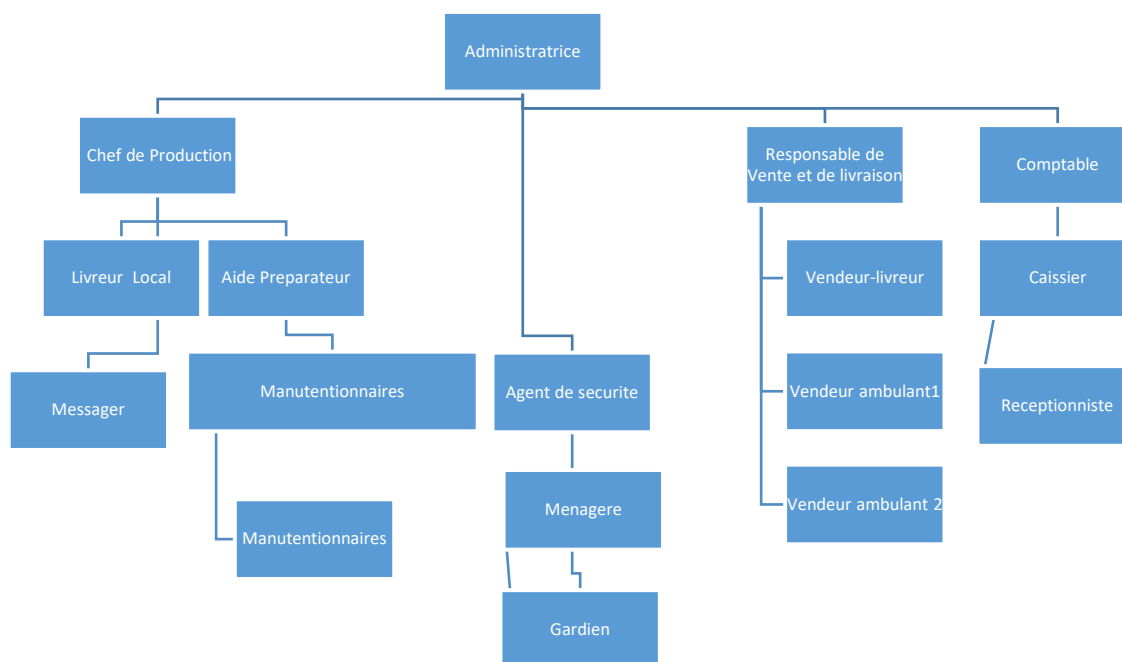 Administratrice
Chef de Production
Responsable de
Vente et de livraison
Comptable
Livreur  Local
Aide Preparateur
Vendeur-livreur
Caissier
Messager
Manutentionnaires
Agent de securite
Vendeur ambulant1
Receptionniste
Manutentionnaires
Menagere
Vendeur ambulant 2
Gardien